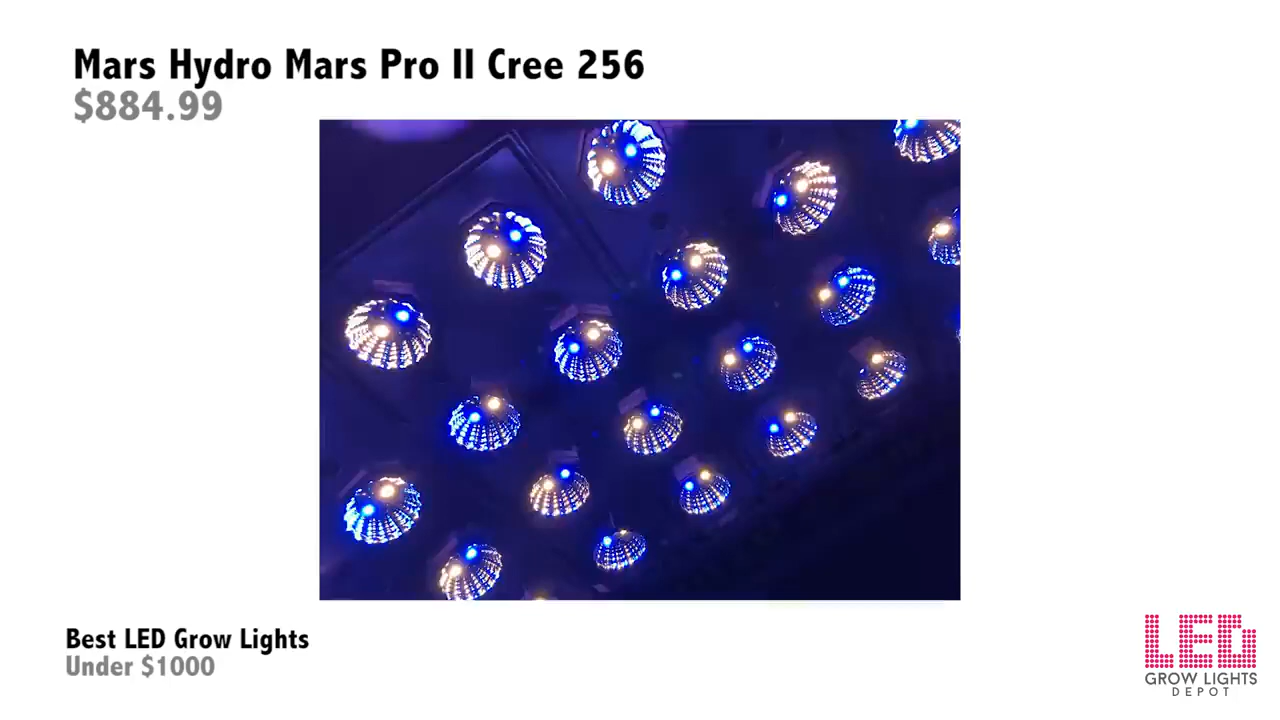 Mars Hydro Mars Pro II Cree 256
$884.99
Best LED Grow Lights
Under $1000
LED
GROW LIGHTS
DEPOT